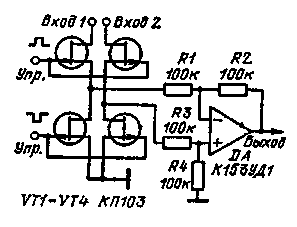 Вход 1 Вход 2
Упр.
R1
100к
R2
100к
R3
100к
R4
100к
DA
К153УД1
Выход
Упр.
VT1-VT4 КП103